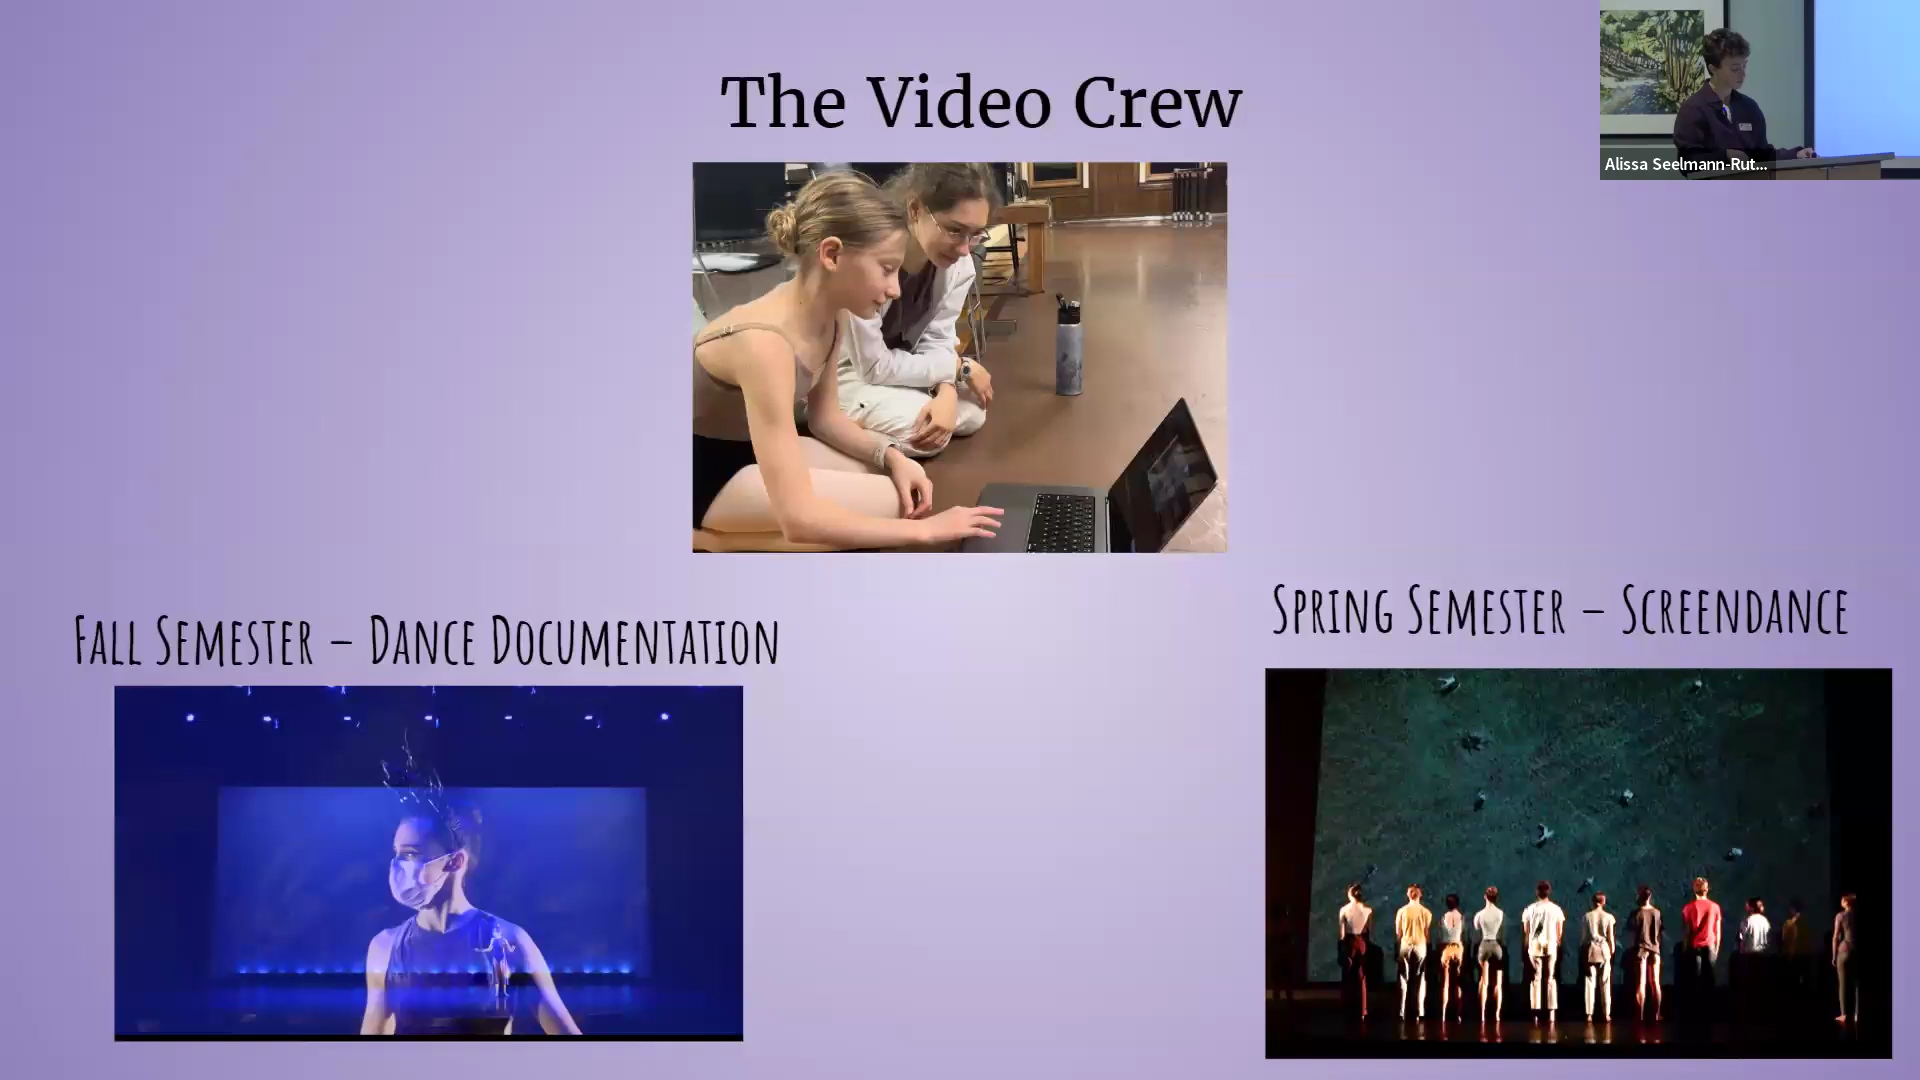 The Video Crew
Alissa Seelmann-Rut...
Fall Semester – Dance Documentation
Spring Semester – Screendance